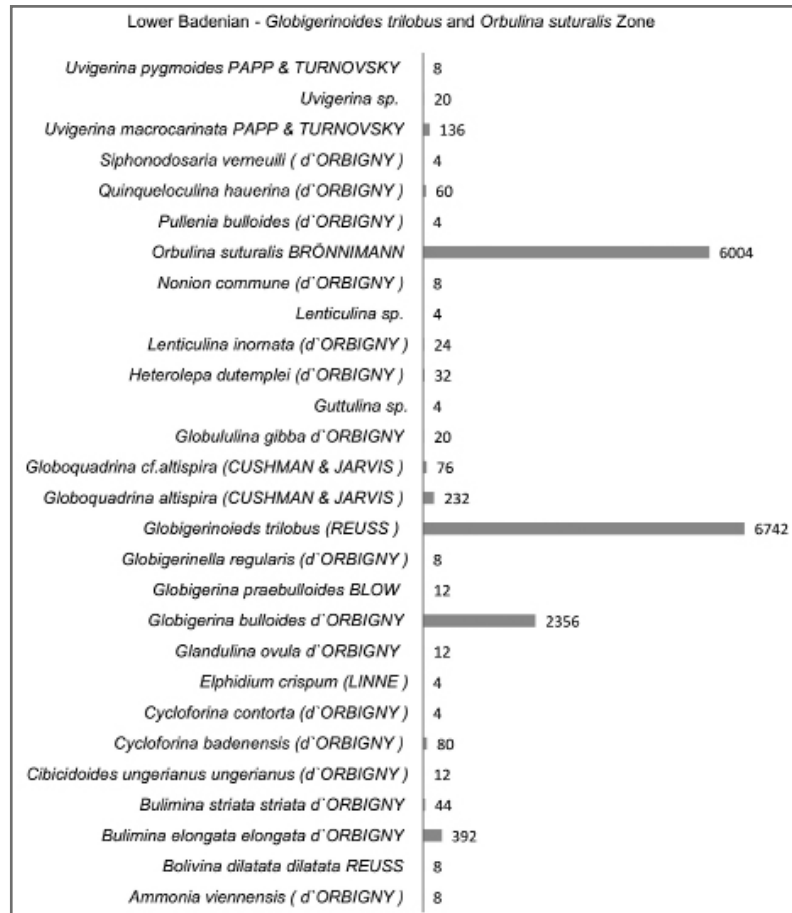 Lower Badenian - Globigerinoides trilobus and Orbulina suturalis Zone
Uvigerina pygmoides PAPP & TURNOVSKY 8
Uvigerina sp. 20
Uvigerina macrocarinata PAPP & TURNOVSKY 136
Siphonodosaria verneuili ( d`ORBIGNY ) 4
Quinqueloculina hauerina (d`ORBIGNY ) 60
Pullenia bulloides (d`ORBIGNY ) 4
Orbulina suturalis BRÖNNIMANN 6004
Nonion commune (d`ORBIGNY ) 8
Lenticulina sp. 4
Lenticulina inornata (d`ORBIGNY ) 24
Heterolepa dutemplei (d`ORBIGNY ) 32
Guttulina sp. 4
Globululina gibba d`ORBIGNY 20
Globoquadrina cf.altispira (CUSHMAN & JARVIS ) 76
Globoquadrina altispira (CUSHMAN & JARVIS ) 232
Globigerinoieds trilobus (REUSS ) 6742
Globigerinella regularis (d`ORBIGNY ) 8
Globigerina praebulloides BLOW 12
Globigerina bulloides d`ORBIGNY 2356
Glandulina ovula d`ORBIGNY 12
Elphidium crispum (LINNE ) 4
Cycloforina contorta (d`ORBIGNY ) 4
Cycloforina badenensis (d`ORBIGNY ) 80
Cibicidoides ungerianus ungerianus (d`ORBIGNY ) 12
Bulimina striata striata d`ORBIGNY 44
Bulimina elongata elongata d`ORBIGNY 392
Bolivina dilatata dilatata REUSS 8
Ammonia viennensis ( d`ORBIGNY ) 8